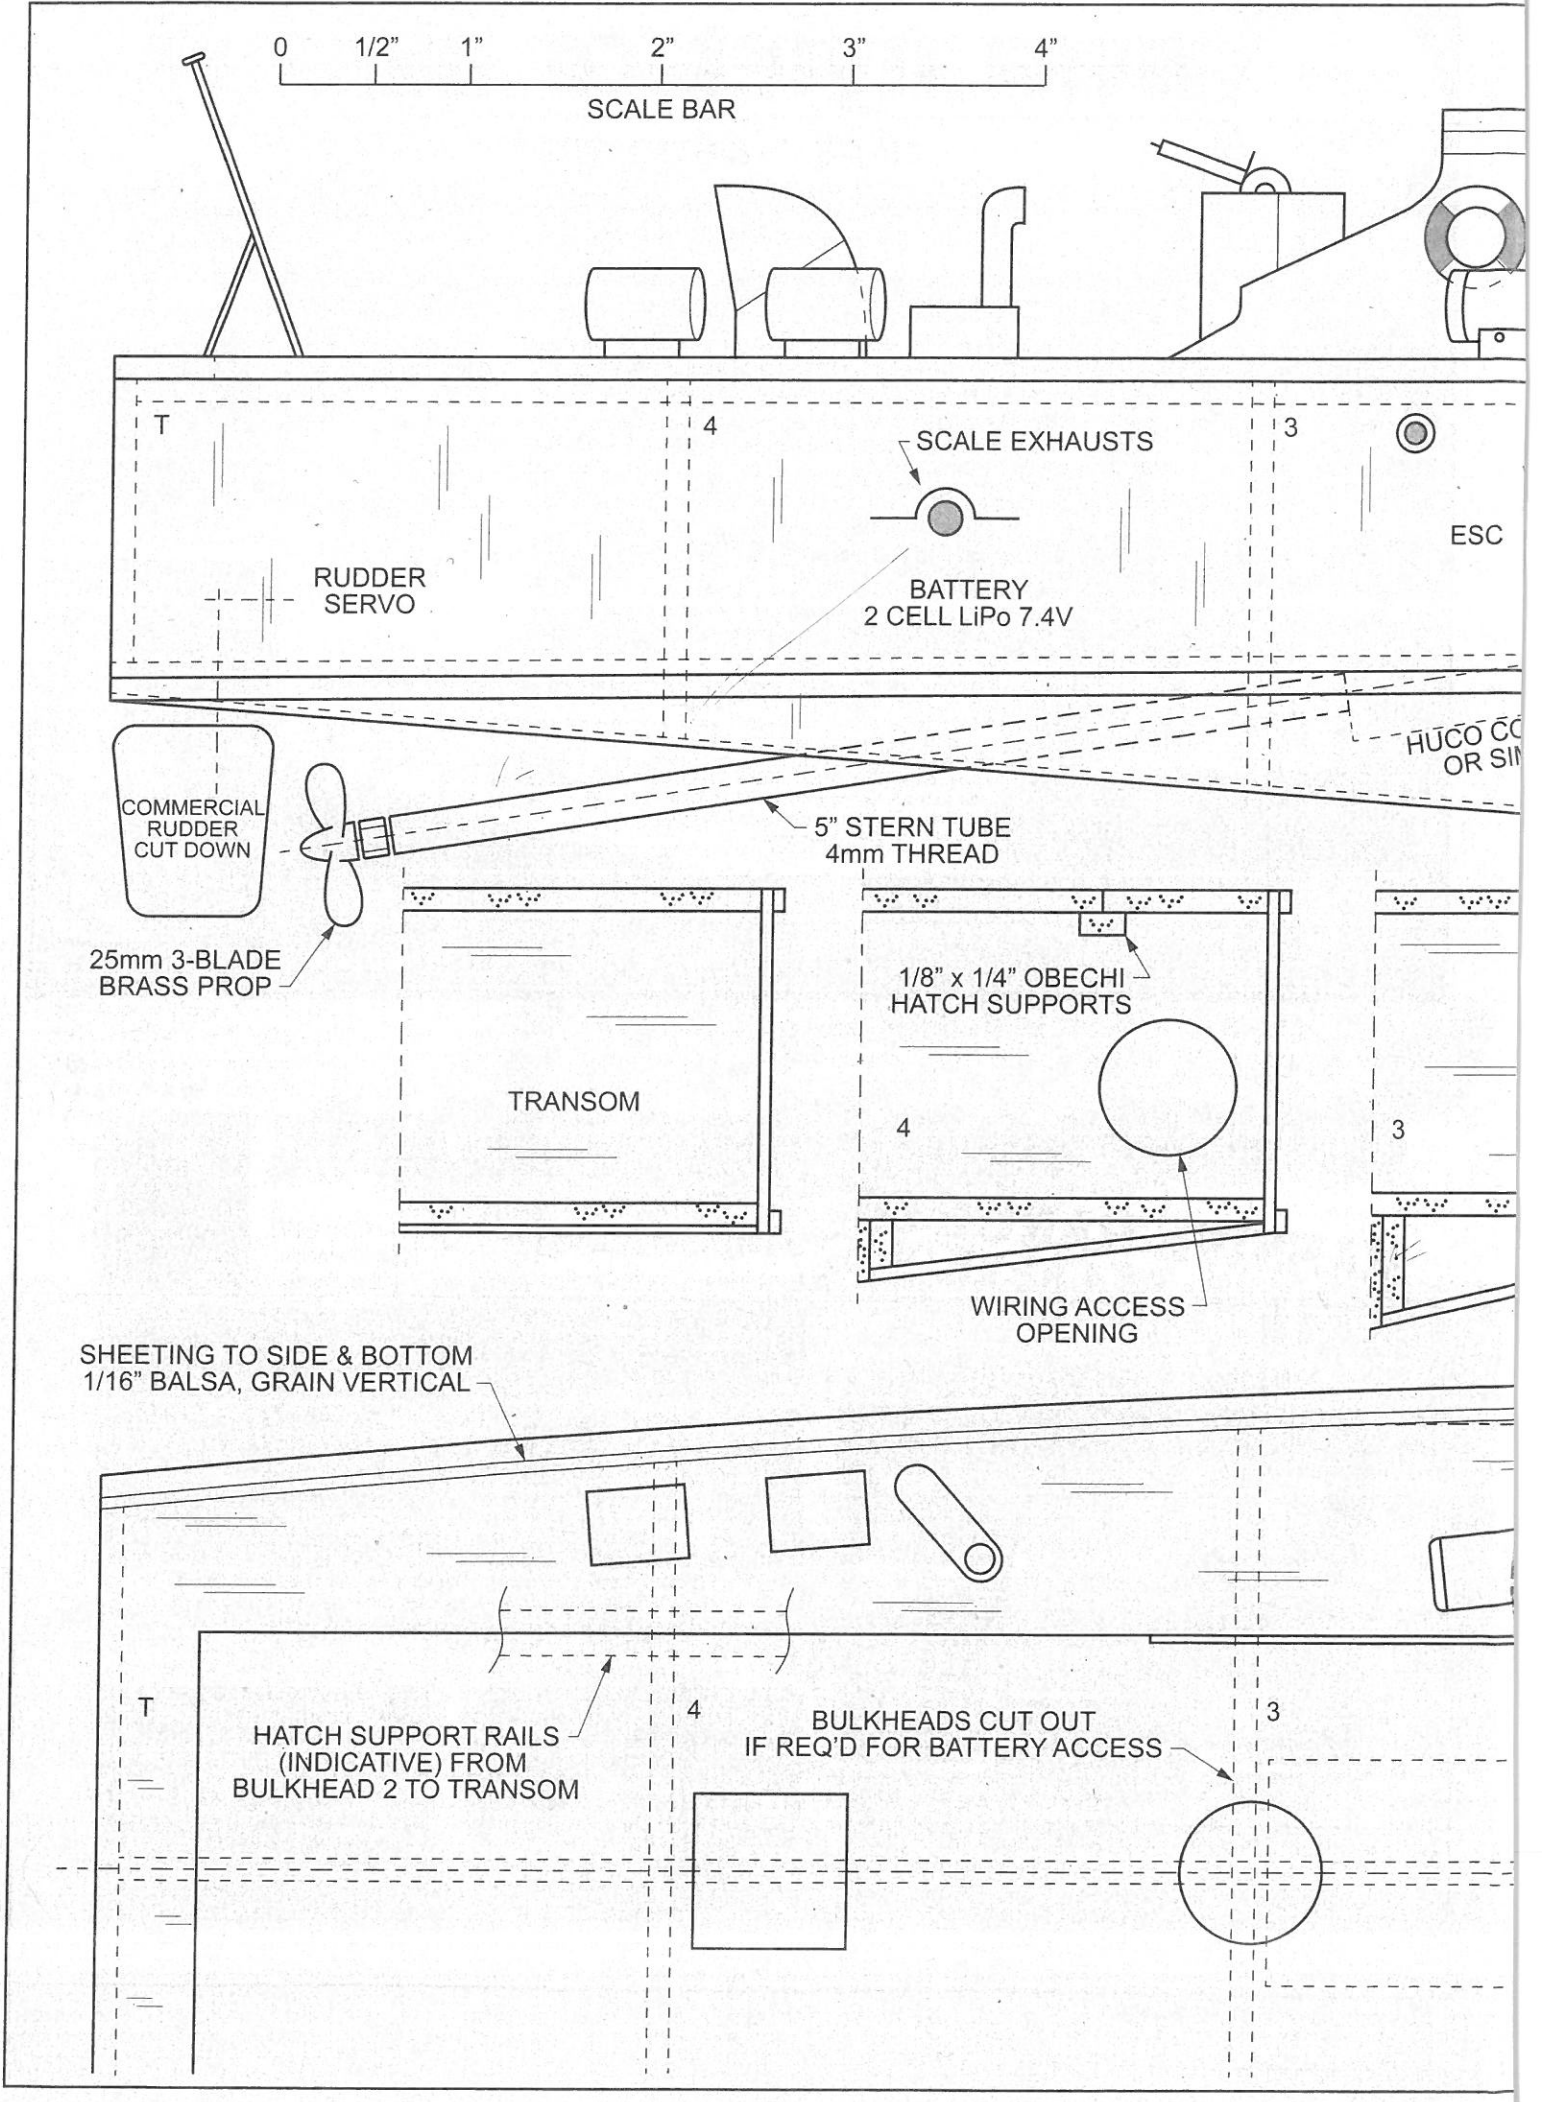 0 1/2” 1” 2” 3” 4”
SCALE BAR
T
4
3
SCALE EXHAUSTS
ESC
RUDDER
SERVO
BATTERY
2 CELL LiPo 7.4V
HUCO
OR
COMMERCIAL
RUDDER
CUT DOWN
5” STERN TUBE
4mm THREAD
25mm 3-BLADE
BRASS PROP
1/8” x 1/4” OBECHI
HATCH SUPPORTS
TRANSOM
4
3
WIRING ACCESS
OPENING
SHEETING TO SIDE & BOTTOM
1/16” BALSA, GRAIN VERTICAL
T
4
3
HATCH SUPPORT RAILS
(INDICATIVE) FROM
BULKHEAD 2 TO TRANSOM
BULKHEADS CUT OUT
IF REQ’D FOR BATTERY ACCESS